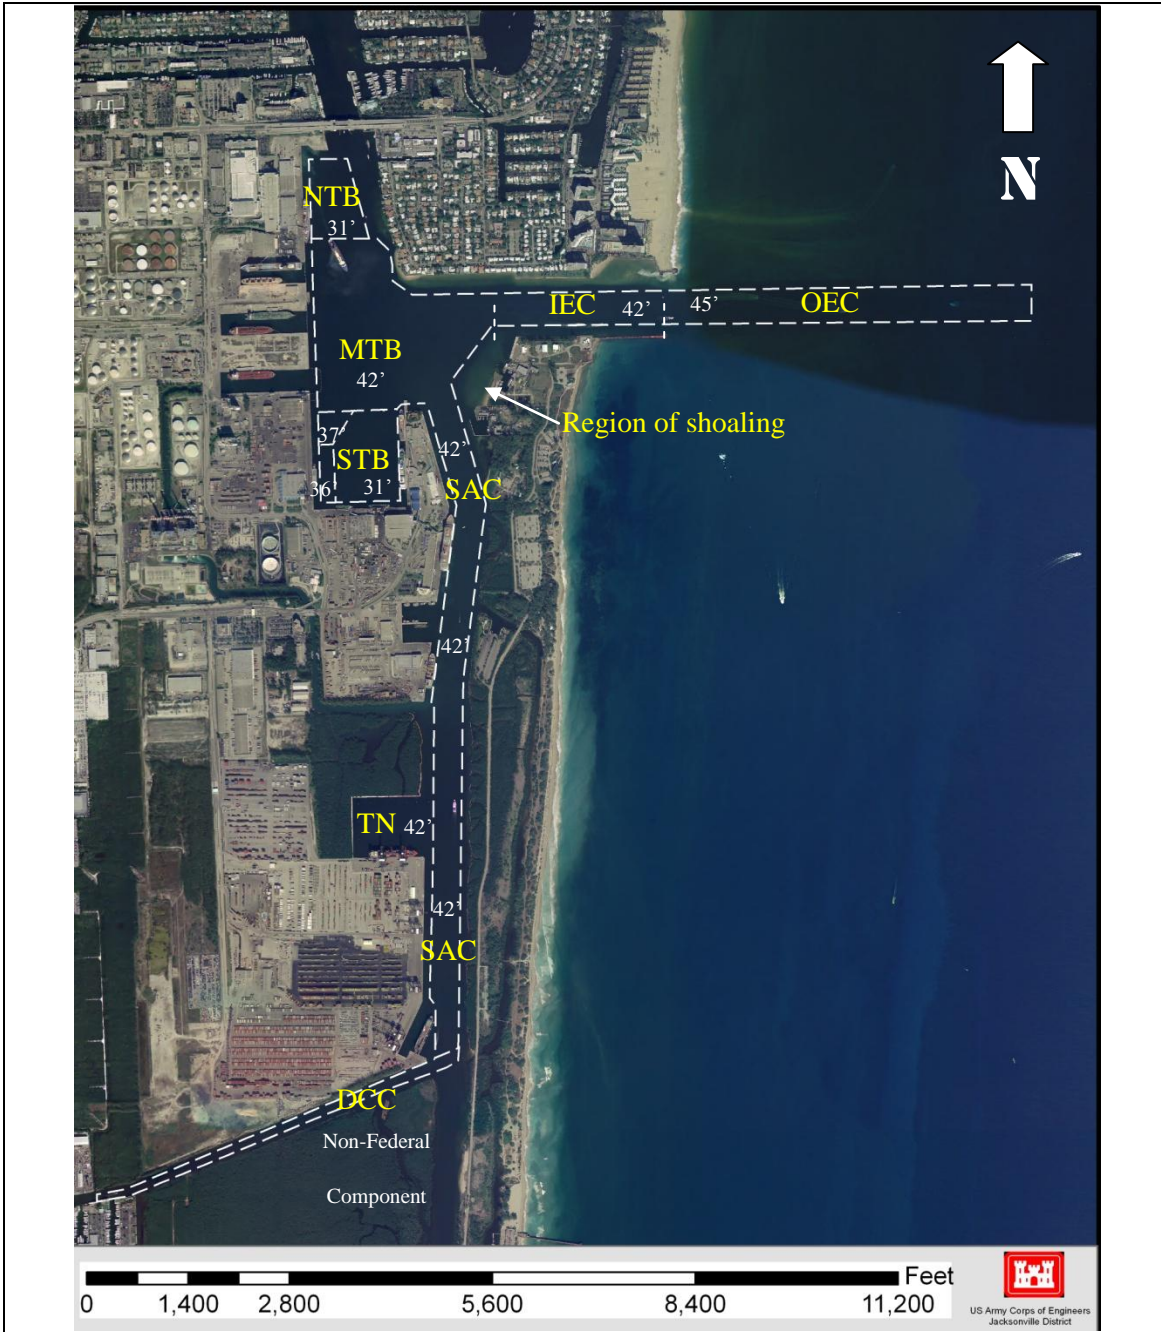 N
NTB
31’
IEC
42’
45’
OEC
MTB
42’
Region of shoaling
37’
STB
42’
36’
31’
SAC
42’
TN
42’
42’
SAC
DCC
Non-Federal
Component
Feet
0
1,400
2,800
5,600
8,400
11,200
US Army Corps of Engineers
Jacksonville District